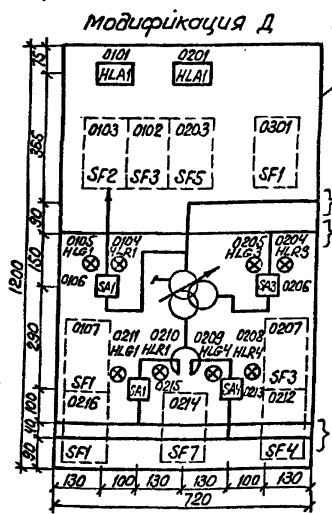 Модификация Д
0101 0201
HLA1 HLA1
0103 0102 0203 0301
SF2 SF3 SF5 SF1
0105 0104 0205 0204
HLG1 HLR1 HLG3 HLR3
0106 SA1 SA3 0206
0107 0211 0210 0209 0208 0207
HLG1 HLR1 HLG4 HLR4
SF1 SF3
SA1 0215 SA4 0213
0216 0214 0212
SF1 SF7 SF4
75
365
90
150
290
100
40
90
1200
130 100 130 130 100 130
720